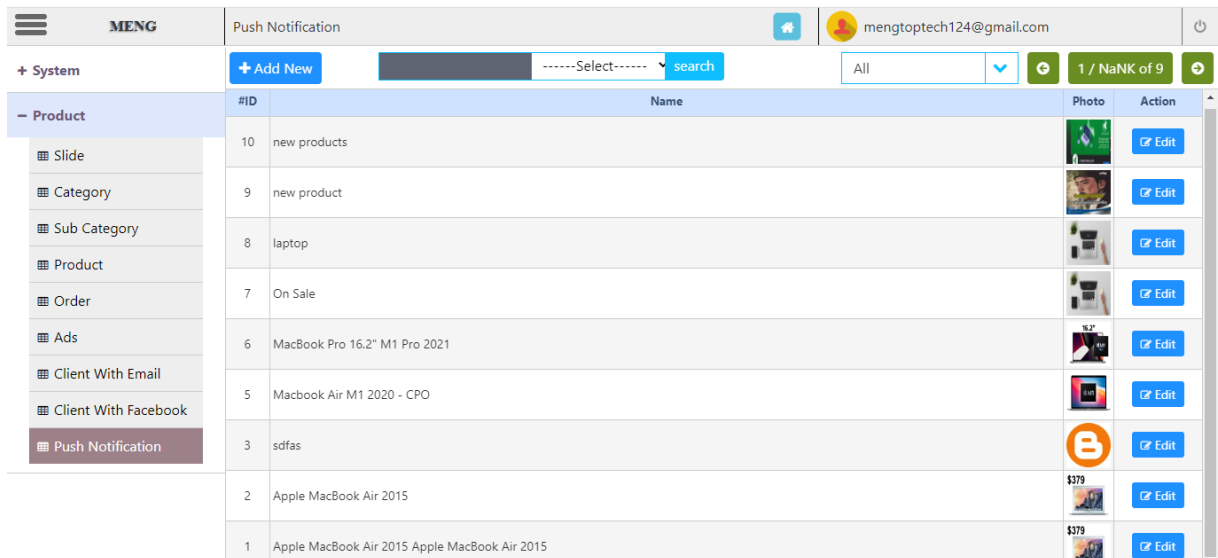 MENG
Push Notification
mengtoptech124@gmail.com
+ System
− Product
Slide
Category
Sub Category
Product
Order
Ads
Client With Email
Client With Facebook
Push Notification
+ Add New
------Select------
search
All
1 / NaNK of 9
#ID Name Photo Action
10 new products Edit
9 new product Edit
8 laptop Edit
7 On Sale Edit
6 MacBook Pro 16.2" M1 Pro 2021 16.2" Edit
5 Macbook Air M1 2020 - CPO Edit
3 sdfas Edit
2 Apple MacBook Air 2015 $379 Edit
1 Apple MacBook Air 2015 Apple MacBook Air 2015 $379 Edit